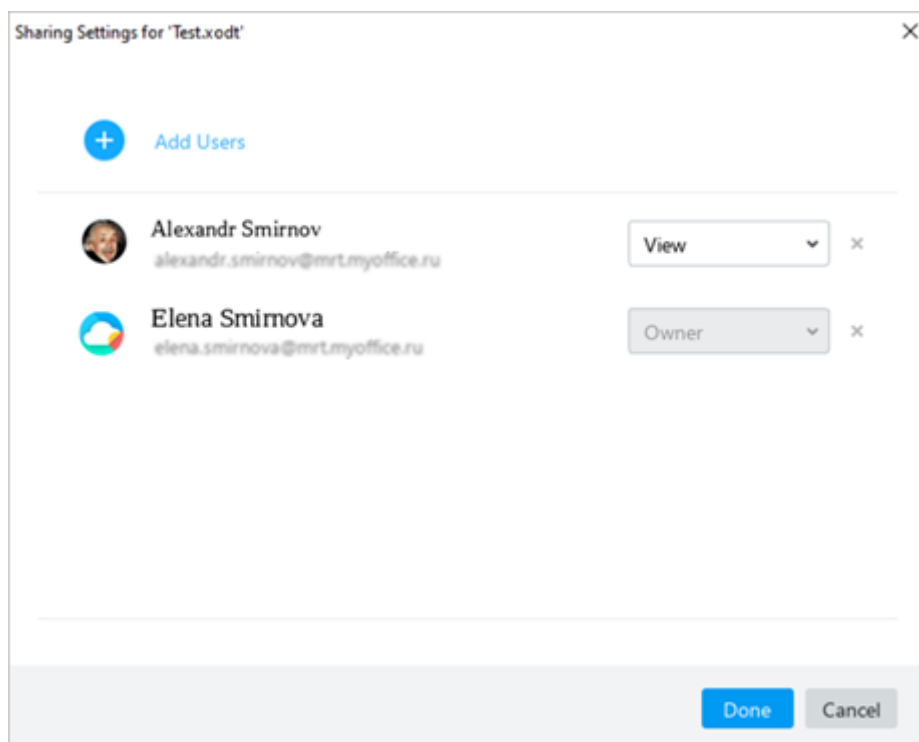 Sharing Settings for 'Test.xodt'
Add Users
Alexandr Smirnov
View
alexandr.smirnov@mrt.myoffice.ru
Elena Smirnova
Owner
elena.smirnova@mrt.myoffice.ru
Done Cancel